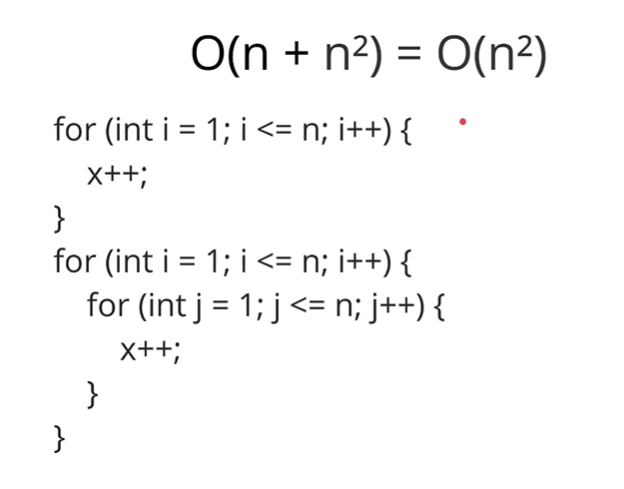 O(n + n²) = O(n²)
for (int i = 1; i <= n; i++) {
    x++;
}
for (int i = 1; i <= n; i++) {
    for (int j = 1; j <= n; j++) {
        x++;
    }
}